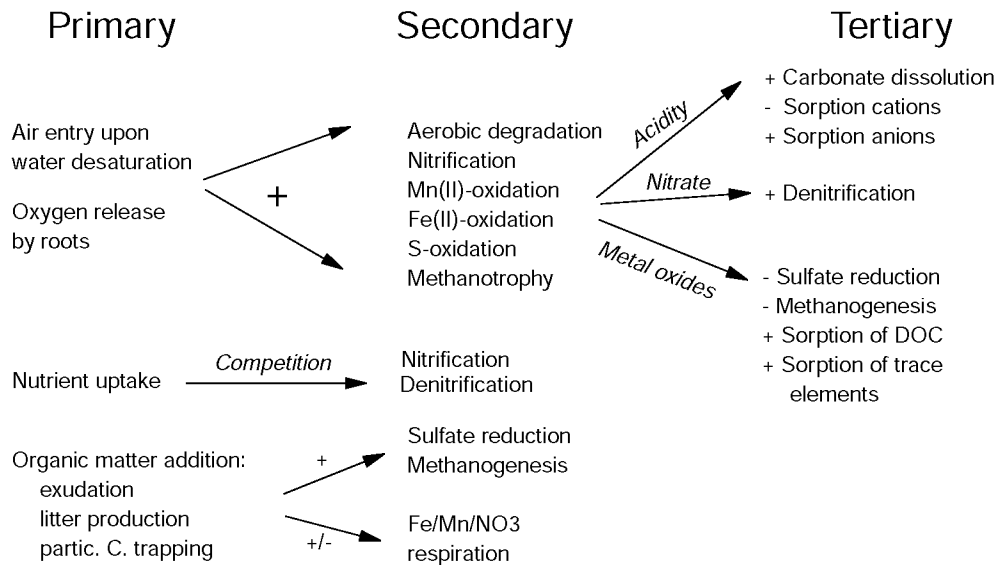 Primary
Secondary
Tertiary
Air entry upon
water desaturation
Oxygen release
by roots
+
Aerobic degradation
Nitrification
Mn(II)-oxidation
Fe(II)-oxidation
S-oxidation
Methanotrophy
Acidity
Nitrate
Metal oxides
+ Carbonate dissolution
- Sorption cations
+ Sorption anions
+ Denitrification
- Sulfate reduction
- Methanogenesis
+ Sorption of DOC
+ Sorption of trace
elements
Nutrient uptake
Competition
Nitrification
Denitrification
Organic matter addition:
exudation
litter production
partic. C. trapping
+
+/-
Sulfate reduction
Methanogenesis
Fe/Mn/NO3
respiration